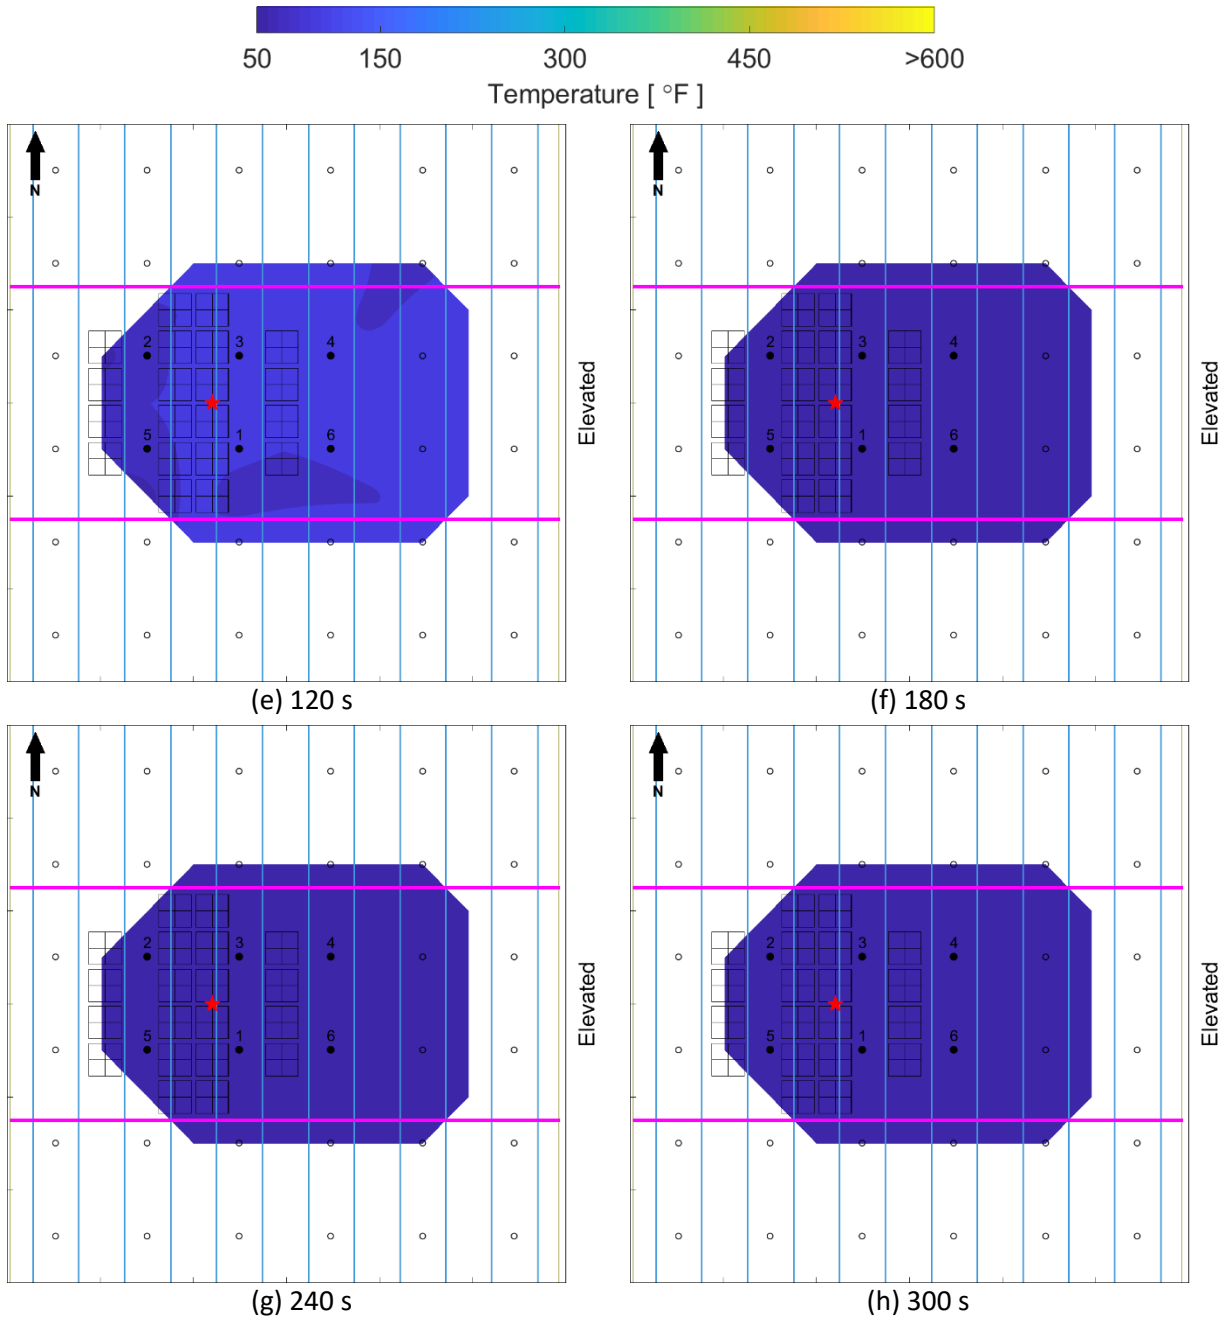 50 150 300 450 >600
Temperature [ °F ]
N
2 3 4
5 1 6
Elevated
(e) 120 s
N
2 3 4
5 1 6
Elevated
(f) 180 s
N
2 3 4
5 1 6
Elevated
(g) 240 s
N
2 3 4
5 1 6
Elevated
(h) 300 s